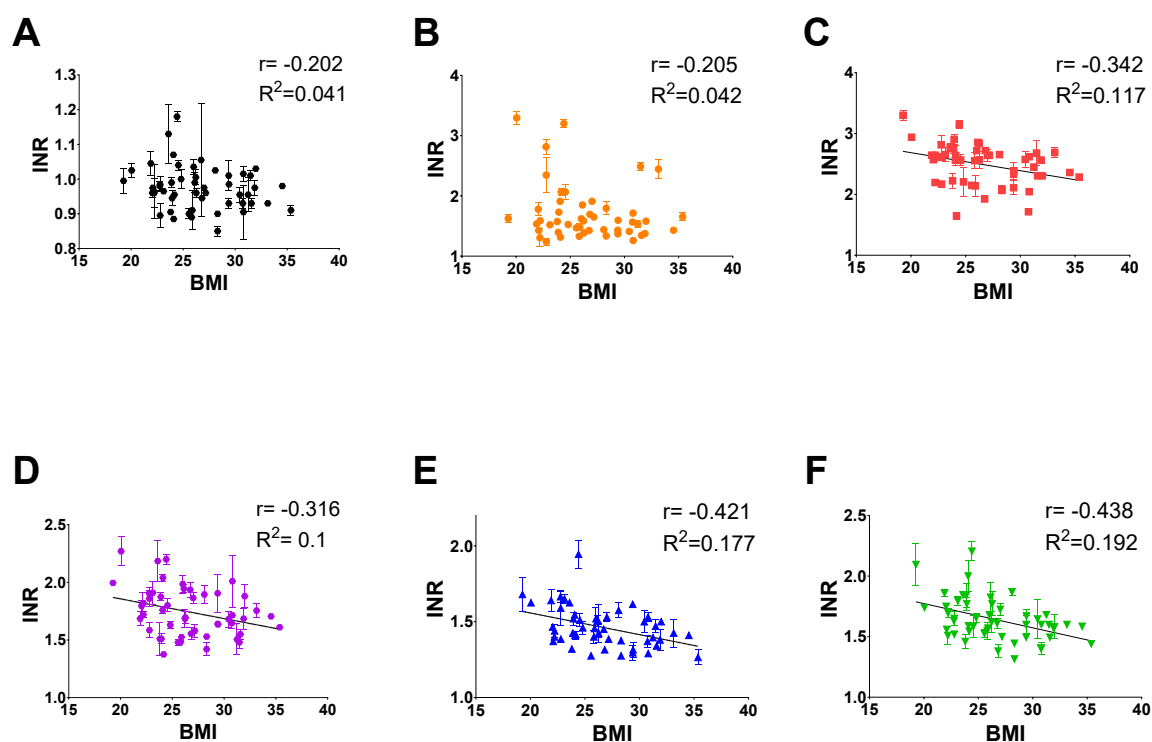 A
r= -0.202
R²=0.041
1.3
1.2
1.1
1.0
0.9
0.8
INR
15 20 25 30 35 40
BMI
B
r= -0.205
R²=0.042
4
3
2
1
INR
15 20 25 30 35 40
BMI
C
r= -0.342
R²=0.117
4
3
2
1
INR
15 20 25 30 35 40
BMI
D
r= -0.316
R²= 0.1
2.5
2.0
1.5
1.0
INR
15 20 25 30 35 40
BMI
E
r= -0.421
R²=0.177
2.0
1.5
1.0
INR
15 20 25 30 35 40
BMI
F
r= -0.438
R²=0.192
2.5
2.0
1.5
1.0
INR
15 20 25 30 35 40
BMI